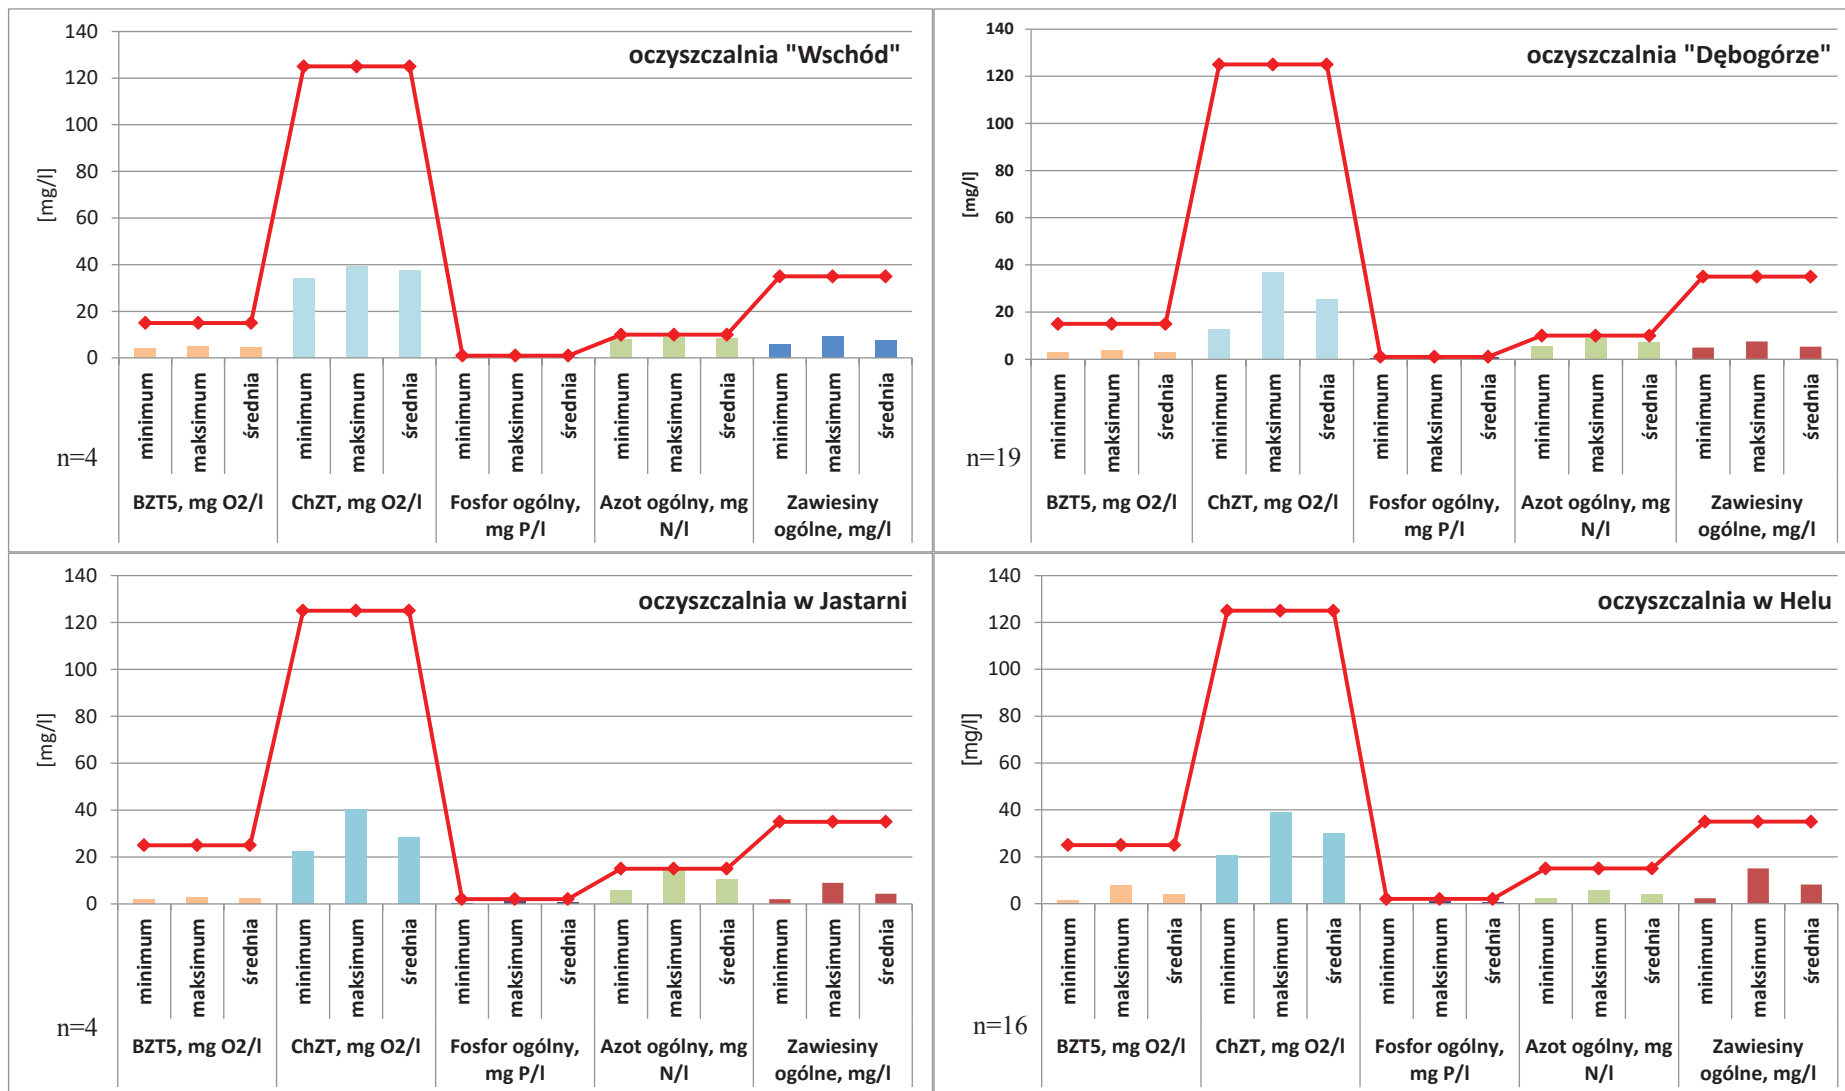 oczyszczalnia "Wschód"
[mg/l]
140
120
100
80
60
40
20
0
minimum
maksimum
średnia
minimum
maksimum
średnia
minimum
maksimum
średnia
minimum
maksimum
średnia
minimum
maksimum
średnia
n=4
BZT5, mg O2/l
ChZT, mg O2/l
Fosfor ogólny,
mg P/l
Azot ogólny, mg
N/l
Zawiesiny
ogólne, mg/l
oczyszczalnia "Dębogórze"
[mg/l]
140
120
100
80
60
40
20
0
minimum
maksimum
średnia
minimum
maksimum
średnia
minimum
maksimum
średnia
minimum
maksimum
średnia
minimum
maksimum
średnia
n=19
BZT5, mg O2/l
ChZT, mg O2/l
Fosfor ogólny,
mg P/l
Azot ogólny, mg
N/l
Zawiesiny
ogólne, mg/l
oczyszczalnia w Jastarni
[mg/l]
140
120
100
80
60
40
20
0
minimum
maksimum
średnia
minimum
maksimum
średnia
minimum
maksimum
średnia
minimum
maksimum
średnia
minimum
maksimum
średnia
n=4
BZT5, mg O2/l
ChZT, mg O2/l
Fosfor ogólny,
mg P/l
Azot ogólny, mg
N/l
Zawiesiny
ogólne, mg/l
oczyszczalnia w Helu
[mg/l]
140
120
100
80
60
40
20
0
minimum
maksimum
średnia
minimum
maksimum
średnia
minimum
maksimum
średnia
minimum
maksimum
średnia
minimum
maksimum
średnia
n=16
BZT5, mg O2/l
ChZT, mg O2/l
Fosfor ogólny,
mg P/l
Azot ogólny, mg
N/l
Zawiesiny
ogólne, mg/l